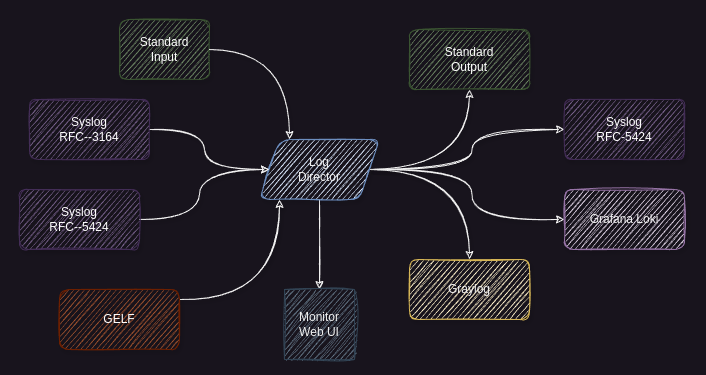 Standard
Input
Standard
Output
Syslog
RFC--3164
Syslog
RFC-5424
Log
Director
Syslog
RFC--5424
Grafana Loki
GELF
Monitor
Web UI
Graylog